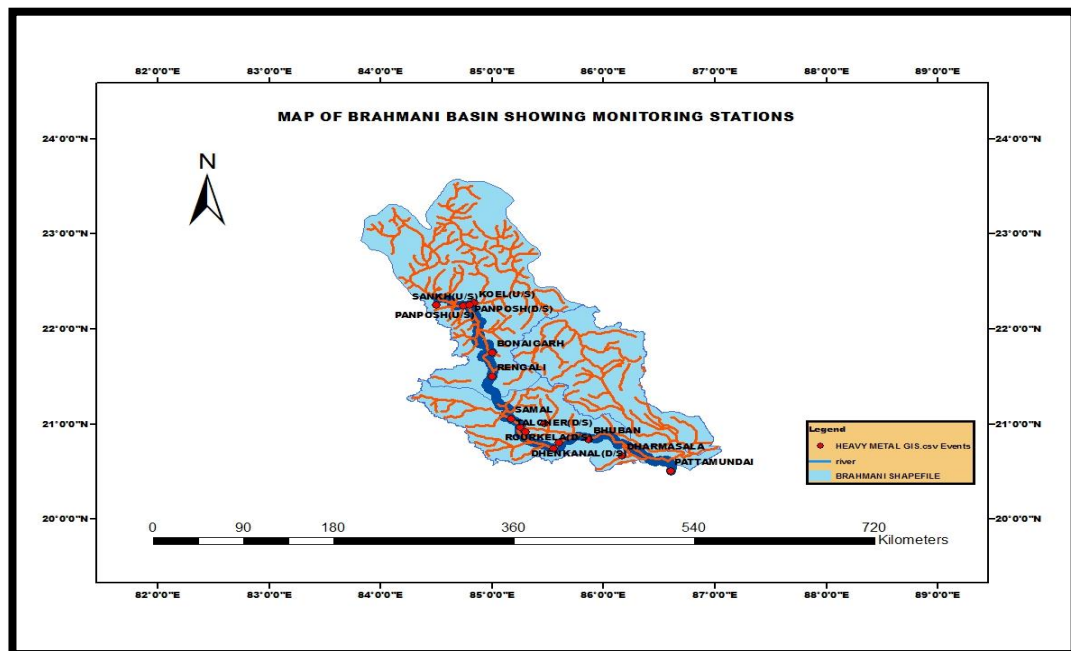 82°0'0"E 83°0'0"E 84°0'0"E 85°0'0"E 86°0'0"E 87°0'0"E 88°0'0"E 89°0'0"E
MAP OF BRAHMANI BASIN SHOWING MONITORING STATIONS
24°0'0"N 24°0'0"N
N
23°0'0"N 23°0'0"N
SANKH(U/S) KOEL(U/S)
PANPOSH(U/S) PANPOSH(D/S)
22°0'0"N 22°0'0"N
BONAIGARH
RENGALI
SAMAL
21°0'0"N TALCHER(D/S) 21°0'0"N
BHUBAN
ROURKELA(D/S)
DHARMASALA
DHENKANAL(D/S)
PATTAMUNDAI
Legend
HEAVY METAL GIS.csv Events
river
BRAHMANI SHAPEFILE
20°0'0"N 20°0'0"N
0 90 180 360 540 720
Kilometers
82°0'0"E 83°0'0"E 84°0'0"E 85°0'0"E 86°0'0"E 87°0'0"E 88°0'0"E 89°0'0"E